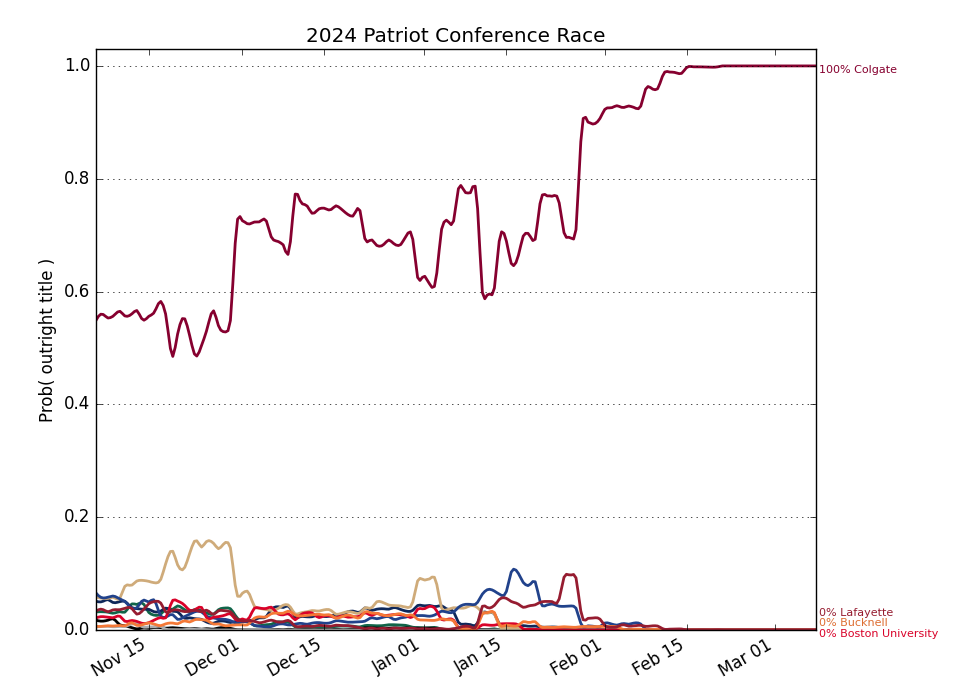 2024 Patriot Conference Race
Prob( outright title )
1.0
0.8
0.6
0.4
0.2
0.0
100% Colgate
0% Lafayette
0% Bucknell
0% Boston University
Nov 15
Dec 01
Dec 15
Jan 01
Jan 15
Feb 01
Feb 15
Mar 01